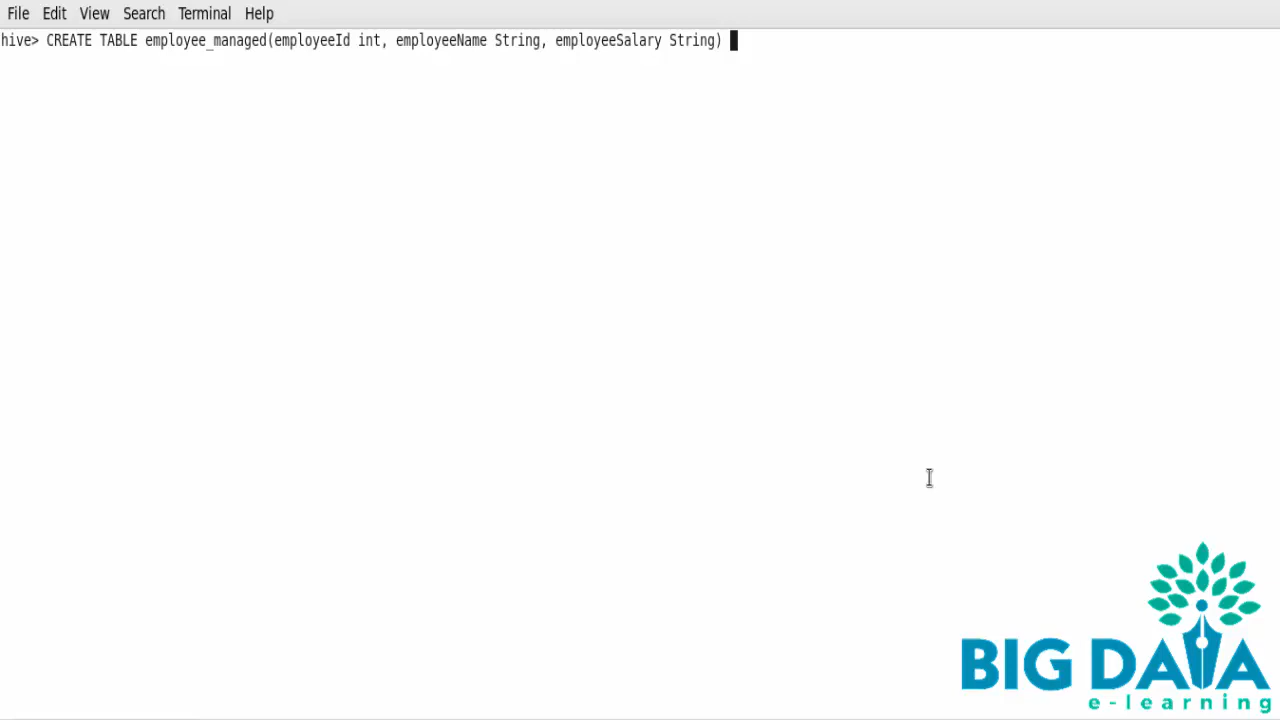 File Edit View Search Terminal Help
hive> CREATE TABLE employee_managed(employeeId int, employeeName String, employeeSalary String)
BIG DATA
e-learning